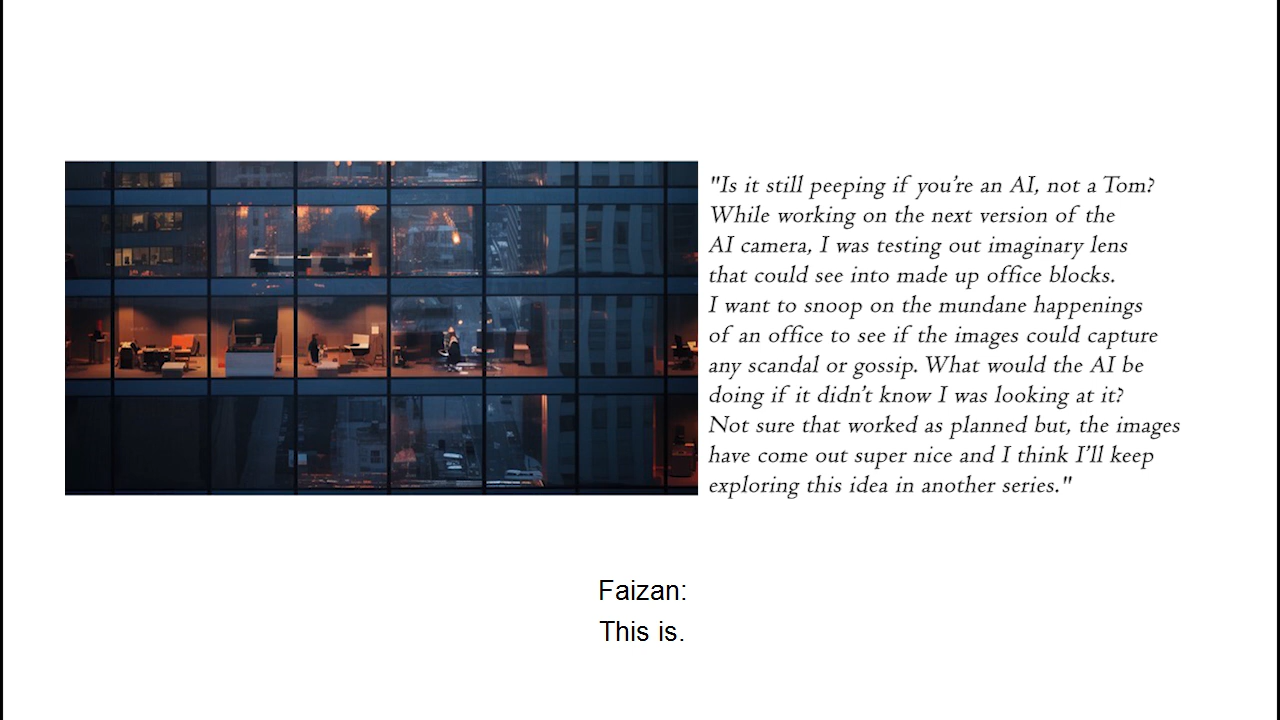 "Is it still peeping if you’re an AI, not a Tom?
While working on the next version of the
AI camera, I was testing out imaginary lens
that could see into made up office blocks.
I want to snoop on the mundane happenings
of an office to see if the images could capture
any scandal or gossip. What would the AI be
doing if it didn’t know I was looking at it?
Not sure that worked as planned but, the images
have come out super nice and I think I’ll keep
exploring this idea in another series."
Faizan:
This is.